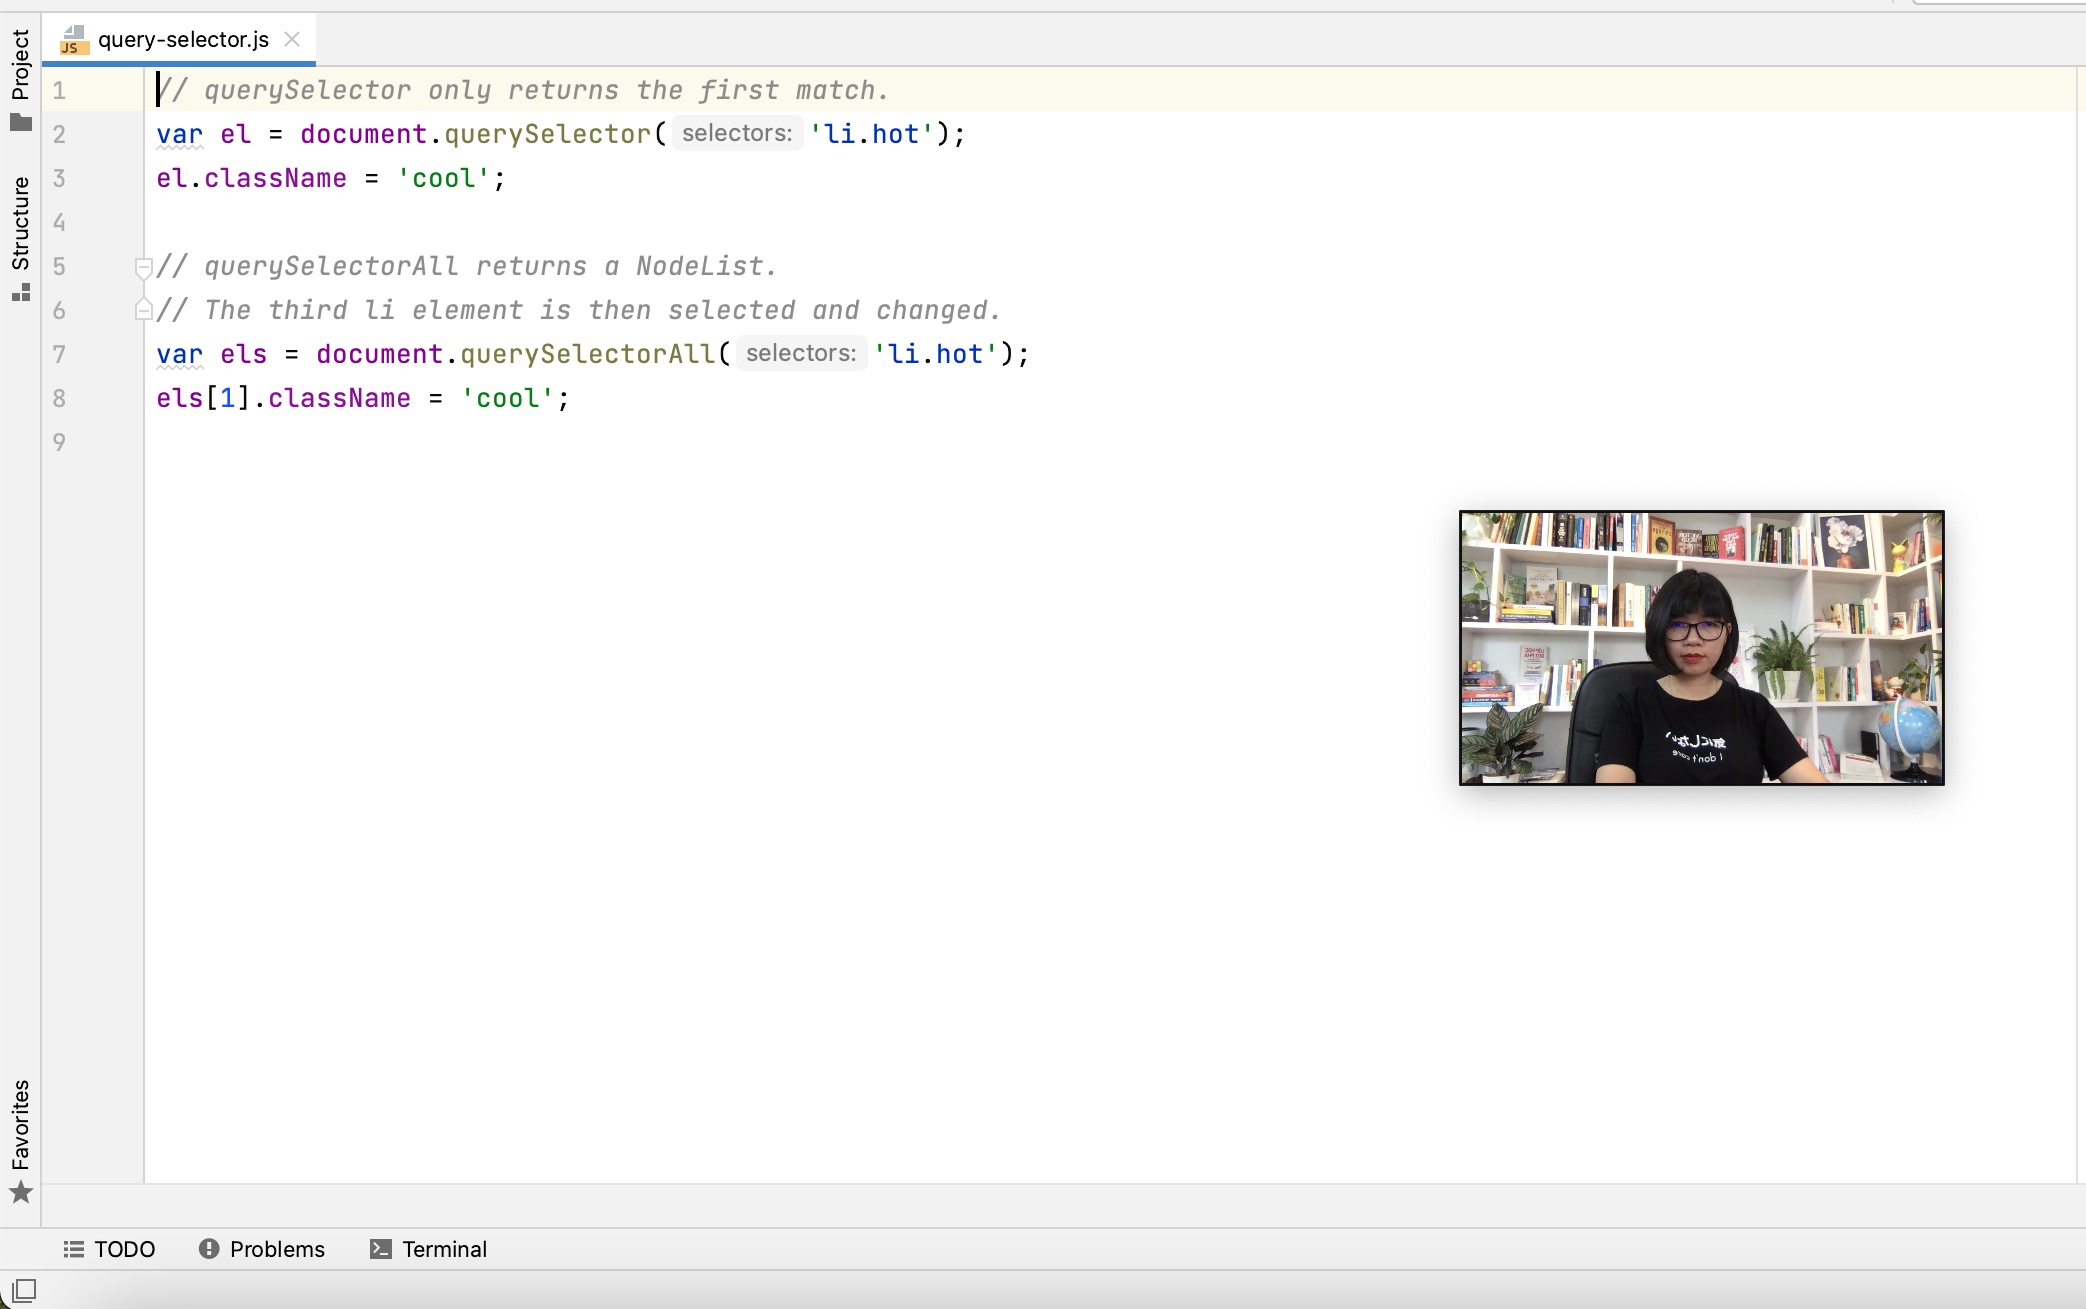 Project
Structure
Favorites
query-selector.js
1 // querySelector only returns the first match.
2 var el = document.querySelector( selectors: 'li.hot');
3 el.className = 'cool';
4
5 // querySelectorAll returns a NodeList.
6 // The third li element is then selected and changed.
7 var els = document.querySelectorAll( selectors: 'li.hot');
8 els[1].className = 'cool';
9
I don't care
TODO Problems Terminal